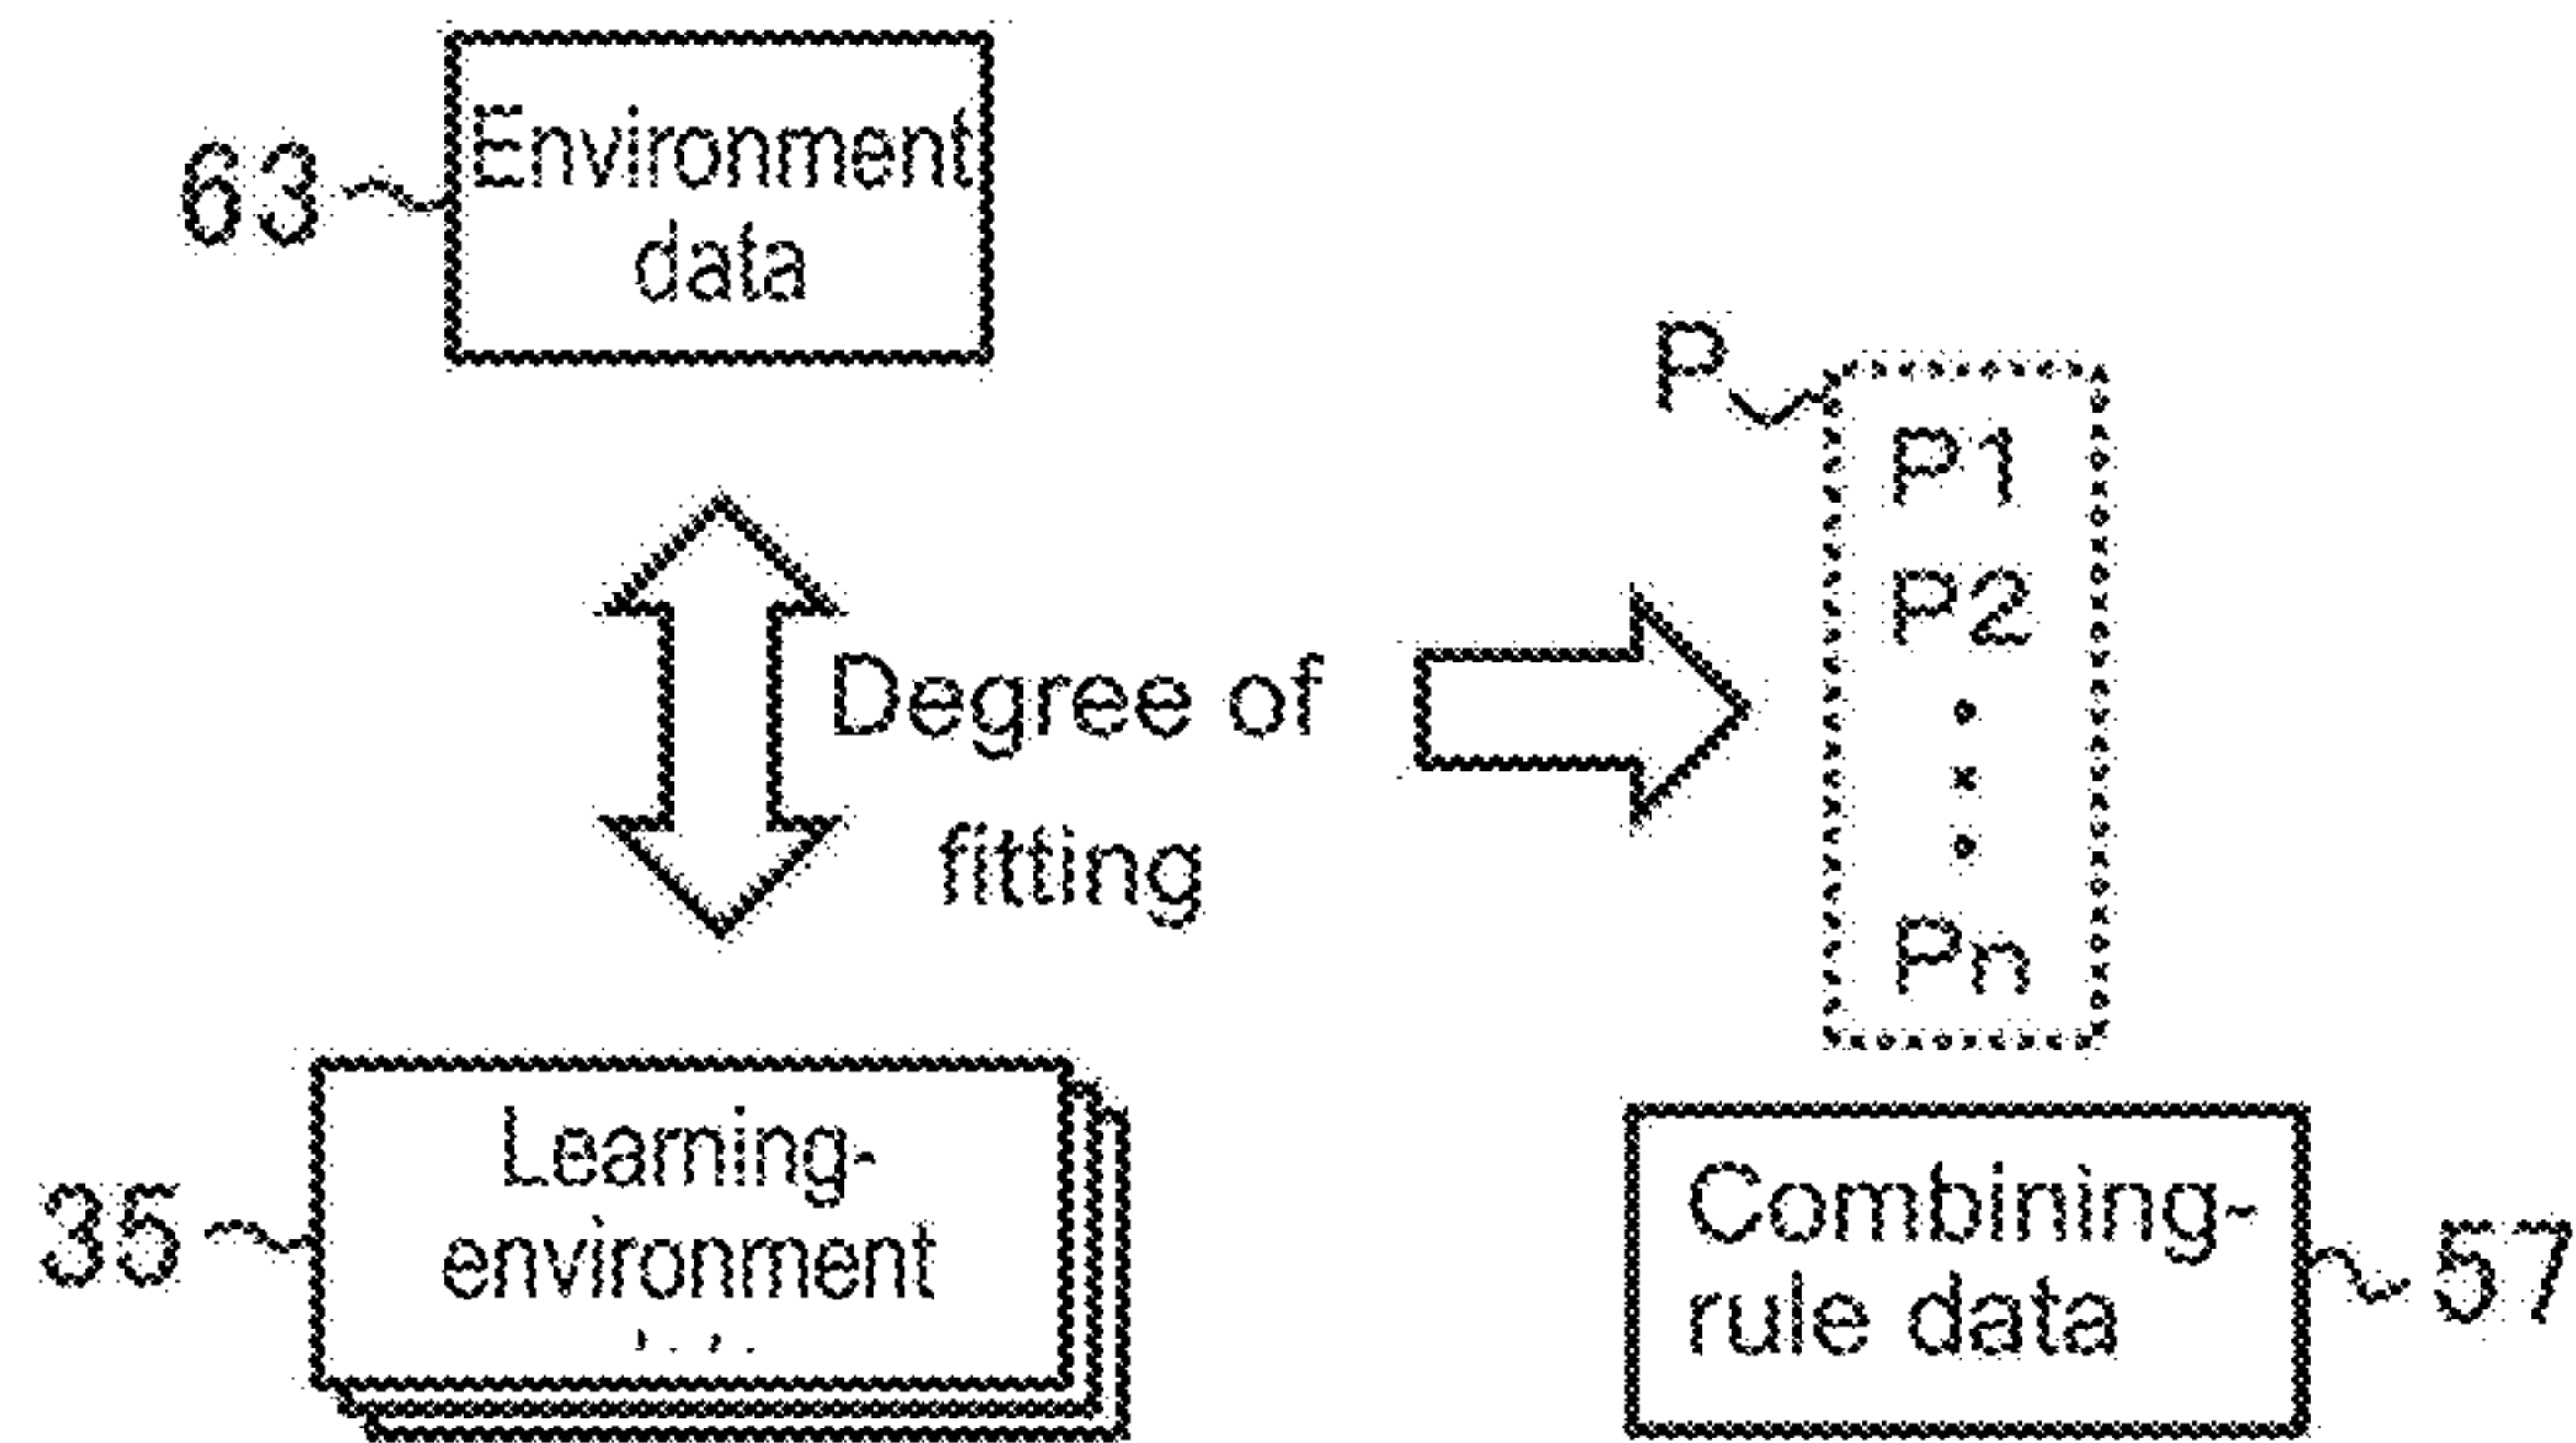 63
Environment
data
P
P1
P2
Pn
Degree of
fitting
35
Learning-
environment
Combining-
rule data
57